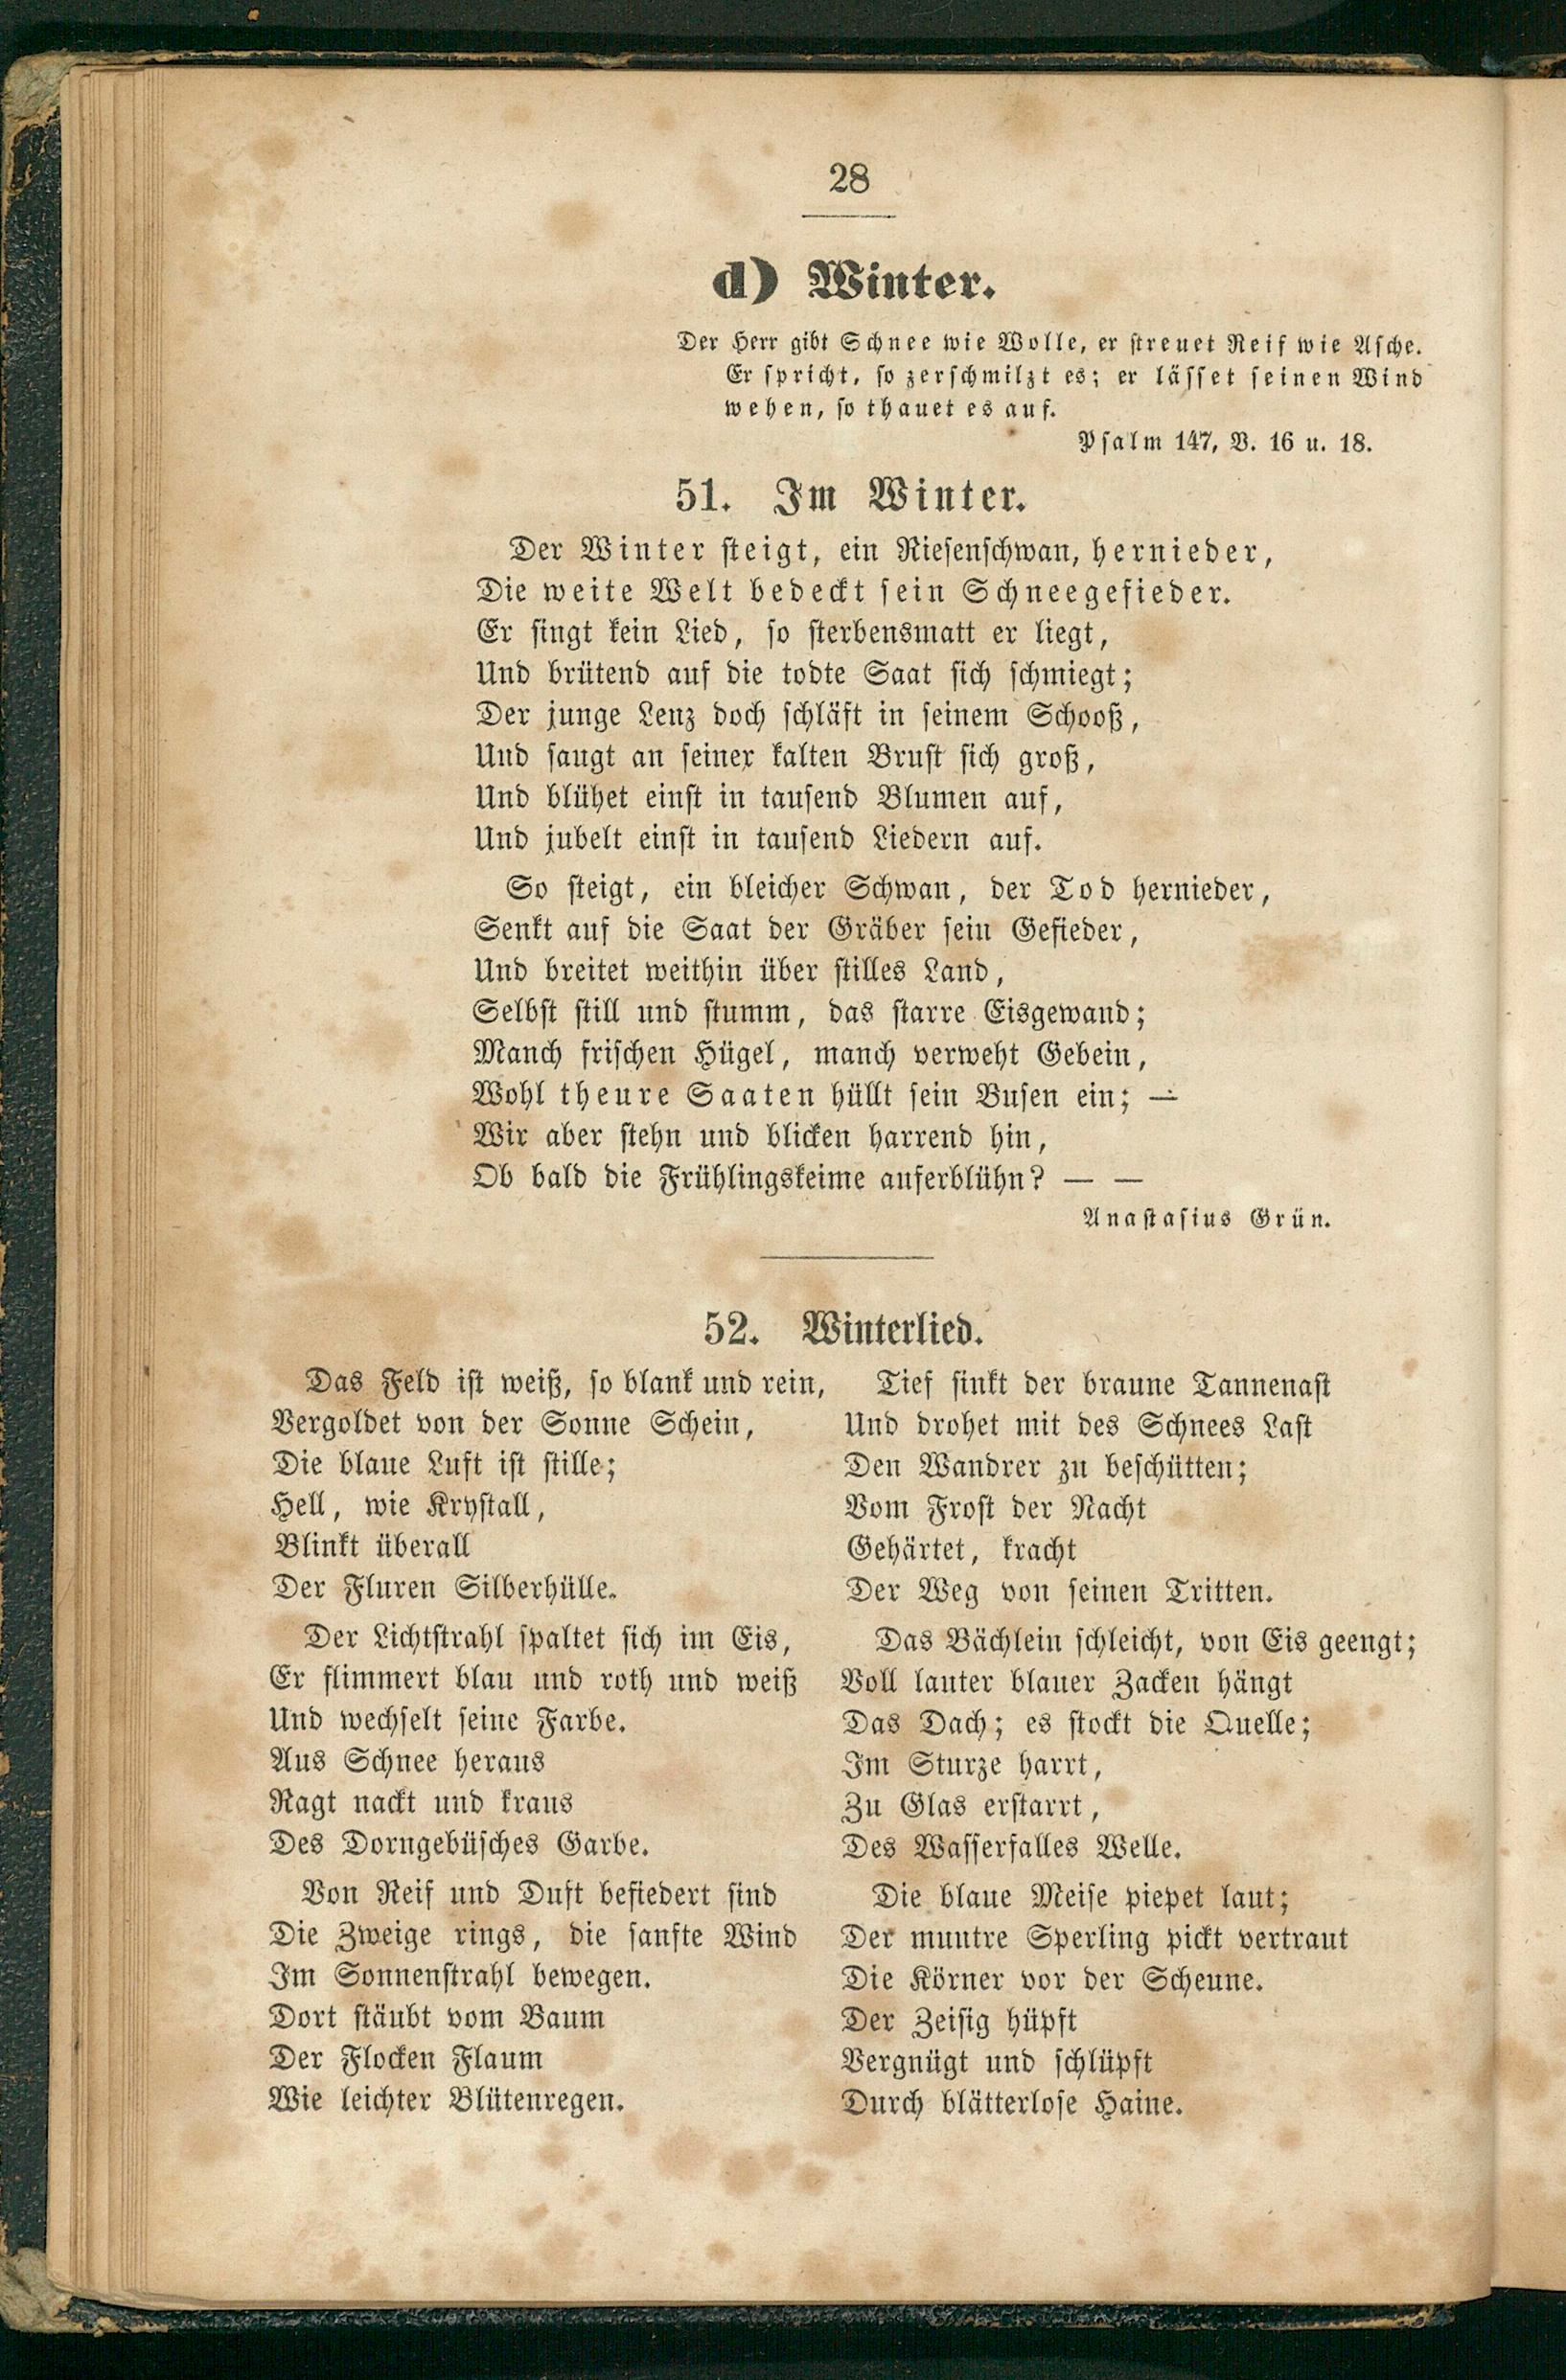 28
d) Winter.
Der Herr gibt Schnee wie Wolle, er streuet Reif wie Asche.
Er spricht, so zerschmilzt es; er lässet seinen Wind
wehen, so thauet es auf.
Psalm 147, V. 16 u. 18.
51. Im Winter.
Der Winter steigt, ein Riesenschwan, hernieder,
Die weite Welt bedeckt sein Schneegefieder.
Er singt kein Lied, so sterbensmatt er liegt,
Und brütend auf die todte Saat sich schmiegt;
Der junge Lenz doch schläft in seinem Schooß,
Und saugt an seiner kalten Brust sich groß,
Und blühet einst in tausend Blumen auf,
Und jubelt einst in tausend Liedern auf.
So steigt, ein bleicher Schwan, der Tod hernieder,
Senkt auf die Saat der Gräber sein Gefieder,
Und breitet weithin über stilles Land,
Selbst still und stumm, das starre Eisgewand;
Manch frischen Hügel, manch verweht Gebein,
Wohl theure Saaten hüllt sein Busen ein; —
Wir aber stehn und blicken harrend hin,
Ob bald die Frühlingskeime auferblühn? — —
Anastasius Grün.
52. Winterlied.
Das Feld ist weiß, so blank und rein,
Vergoldet von der Sonne Schein,
Die blaue Luft ist stille;
Hell, wie Krystall,
Blinkt überall
Der Fluren Silberhülle.
Der Lichtstrahl spaltet sich im Eis,
Er flimmert blau und roth und weiß
Und wechselt seine Farbe.
Aus Schnee heraus
Ragt nackt und kraus
Des Dorngebüsches Garbe.
Von Reif und Duft befiedert sind
Die Zweige rings, die sanfte Wind
Im Sonnenstrahl bewegen.
Dort stäubt vom Baum
Der Flocken Flaum
Wie leichter Blütenregen.
Tief sinkt der braune Tannenast
Und drohet mit des Schnees Last
Den Wandrer zu beschütten;
Vom Frost der Nacht
Gehärtet, kracht
Der Weg von seinen Tritten.
Das Bächlein schleicht, von Eis geengt;
Voll lauter blauer Zacken hängt
Das Dach; es stockt die Quelle;
Im Sturze harrt,
Zu Glas erstarrt,
Des Wasserfalles Welle.
Die blaue Meise piepet laut;
Der muntre Sperling pickt vertraut
Die Körner vor der Scheune.
Der Zeisig hüpft
Vergnügt und schlüpft
Durch blätterlose Haine.